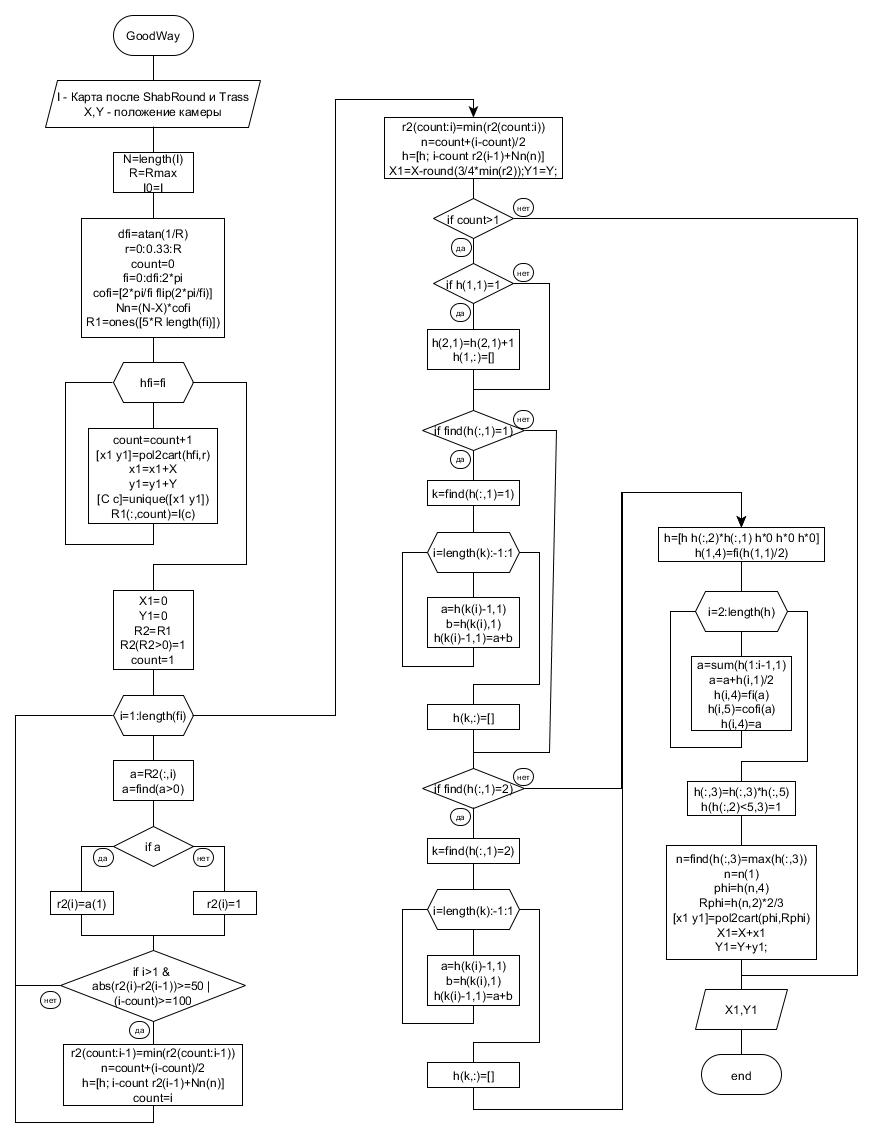 GoodWay
I - Карта после ShabRound и Trass
X,Y - положение камеры
N=length(I)
R=Rmax
I0=I
dfi=atan(1/R)
r=0:0.33:R
count=0
fi=0:dfi:2*pi
cofi=[2*pi/fi flip(2*pi/fi)]
Nn=(N-X)*cofi
R1=ones([5*R length(fi)])
hfi=fi
count=count+1
[x1 y1]=pol2cart(hfi,r)
x1=x1+X
y1=y1+Y
[C c]=unique([x1 y1])
R1(:,count)=I(c)
X1=0
Y1=0
R2=R1
R2(R2>0)=1
count=1
i=1:length(fi)
a=R2(:,i)
a=find(a>0)
if a
да
нет
r2(i)=a(1)
r2(i)=1
if i>1 &
abs(r2(i)-r2(i-1))>=50 |
(i-count)>=100
нет
да
r2(count:i-1)=min(r2(count:i-1))
n=count+(i-count)/2
h=[h; i-count r2(i-1)+Nn(n)]
count=i
r2(count:i)=min(r2(count:i))
n=count+(i-count)/2
h=[h; i-count r2(i-1)+Nn(n)]
X1=X-round(3/4*min(r2));Y1=Y;
if count>1
нет
да
if h(1,1)=1
нет
да
h(2,1)=h(2,1)+1
h(1,:)=[]
if find(h(:,1)=1)
нет
да
k=find(h(:,1)=1)
i=length(k):-1:1
a=h(k(i)-1,1)
b=h(k(i),1)
h(k(i)-1,1)=a+b
h(k,:)=[]
if find(h(:,1)=2)
нет
да
k=find(h(:,1)=2)
i=length(k):-1:1
a=h(k(i)-1,1)
b=h(k(i),1)
h(k(i)-1,1)=a+b
h(k,:)=[]
h=[h h(:,2)*h(:,1) h*0 h*0 h*0]
h(1,4)=fi(h(1,1)/2)
i=2:length(h)
a=sum(h(1:i-1,1)
a=a+h(i,1)/2
h(i,4)=fi(a)
h(i,5)=cofi(a)
h(i,4)=a
h(:,3)=h(:,3)*h(:,5)
h(h(:,2)<5,3)=1
n=find(h(:,3)=max(h(:,3))
n=n(1)
phi=h(n,4)
Rphi=h(n,2)*2/3
[x1 y1]=pol2cart(phi,Rphi)
X1=X+x1
Y1=Y+y1;
X1,Y1
end